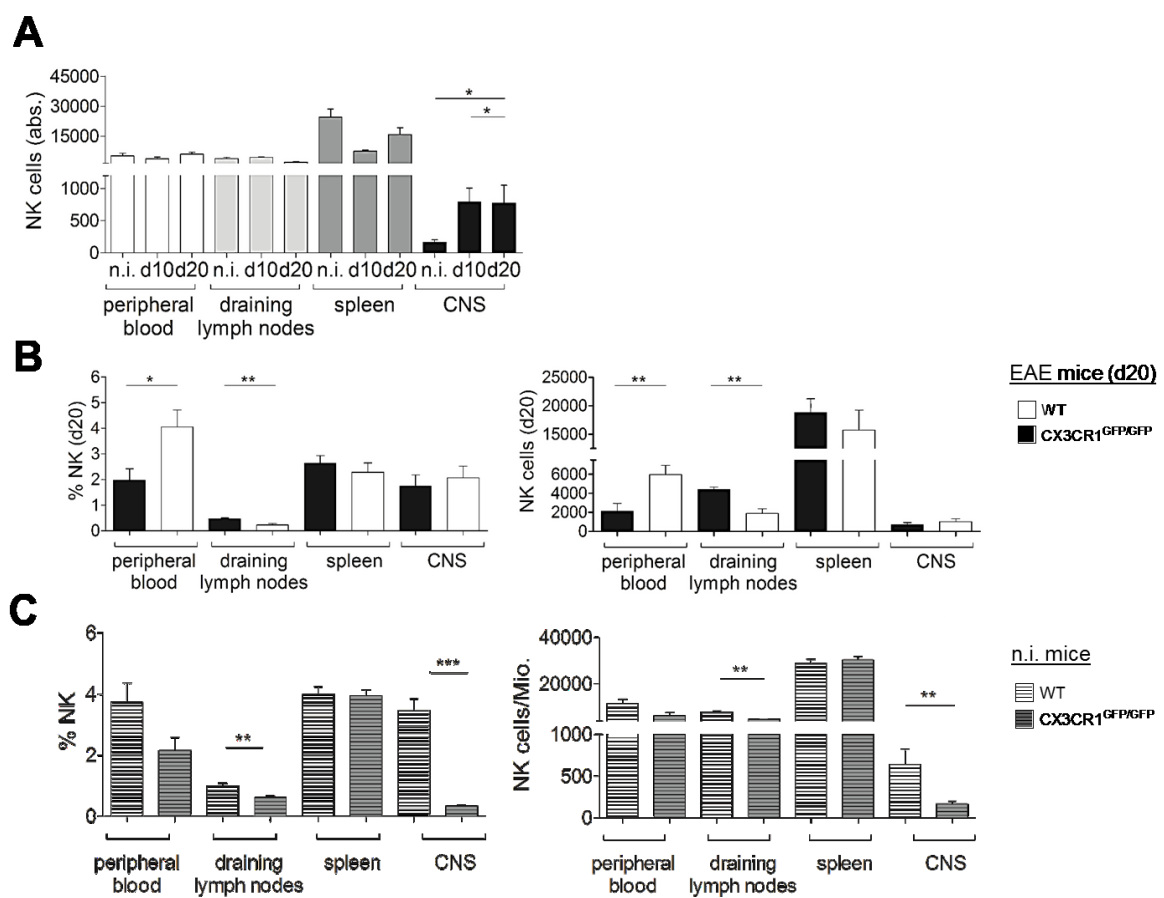 A
NK cells (abs.)
45000
30000
15000
1000
500
0
*
*
n.i. d10 d20 n.i. d10 d20 n.i. d10 d20 n.i. d10 d20
peripheral blood
draining lymph nodes
spleen
CNS
B
% NK (d20)
6
5
4
3
2
1
0
*
**
peripheral blood
draining lymph nodes
spleen
CNS
NK cells (d20)
25000
15000
6000
4000
2000
0
**
**
peripheral blood
draining lymph nodes
spleen
CNS
EAE mice (d20)
WT
CX3CR1GFP/GFP
C
% NK
6
4
2
0
**
***
peripheral blood
draining lymph nodes
spleen
CNS
NK cells/Mio.
40000
20000
1000
500
0
**
**
peripheral blood
draining lymph nodes
spleen
CNS
n.i. mice
WT
CX3CR1GFP/GFP